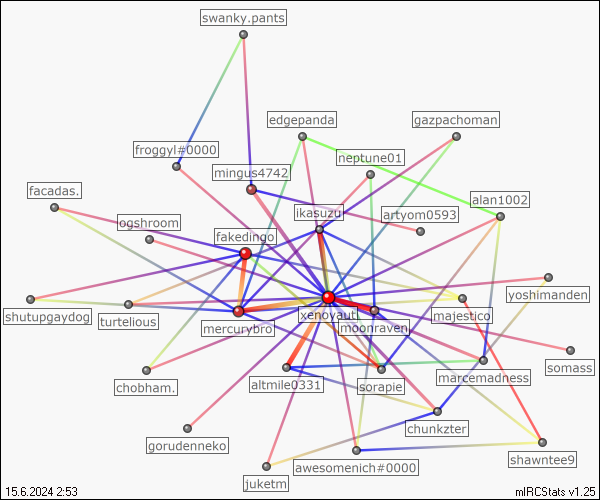 swanky.pants
edgepanda
gazpachoman
froggyl#0000
neptune01
mingus4742
facadas.
alan1002
ikasuzu
artyom0593
ogshroom
fakedingo
yoshimanden
shutupgaydog
xenoyaut
majestico
turtelious
mercurybro
moonraven
somass
chobham.
altmile0331
sorapie
marcemadness
chunkzter
gorudenneko
shawntee9
awesomenich#0000
juketm
15.6.2024 2:53
mIRCStats v1.25